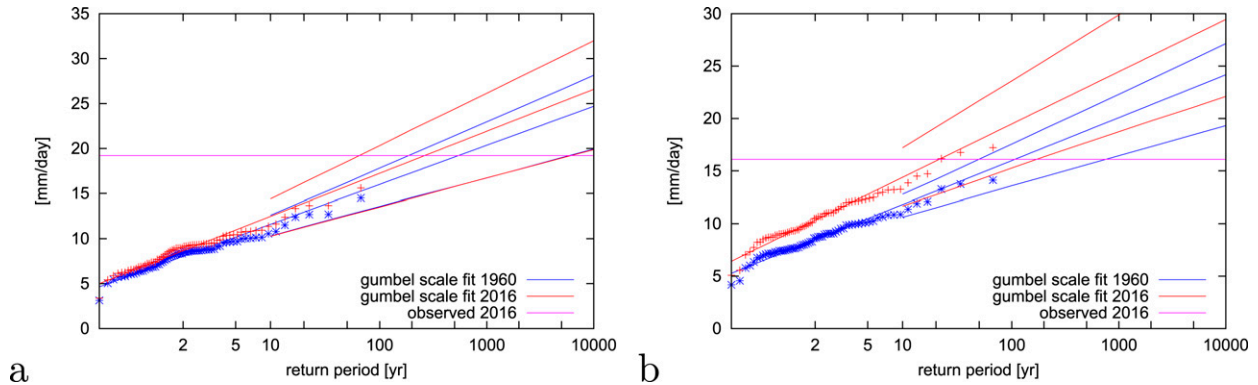 35
30
25
20
15
10
5
0
[mm/day]
gumbel scale fit 1960
gumbel scale fit 2016
observed 2016
2 5 10 100 1000 10000
return period [yr]
a
30
25
20
15
10
5
0
[mm/day]
gumbel scale fit 1960
gumbel scale fit 2016
observed 2016
2 5 10 100 1000 10000
return period [yr]
b